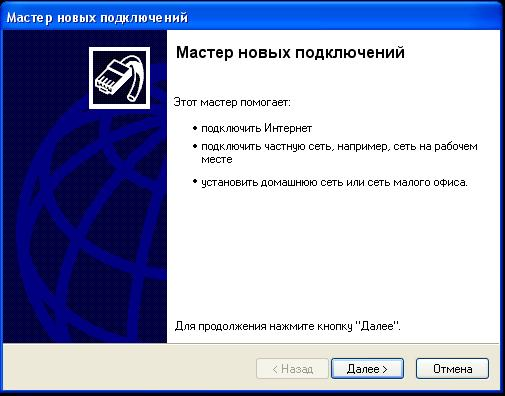 Мастер новых подключений
Мастер новых подключений
Этот мастер помогает:
• подключить Интернет
• подключить частную сеть, например, сеть на рабочем
месте
• установить домашнюю сеть или сеть малого офиса.
Для продолжения нажмите кнопку "Далее".
< Назад Далее > Отмена